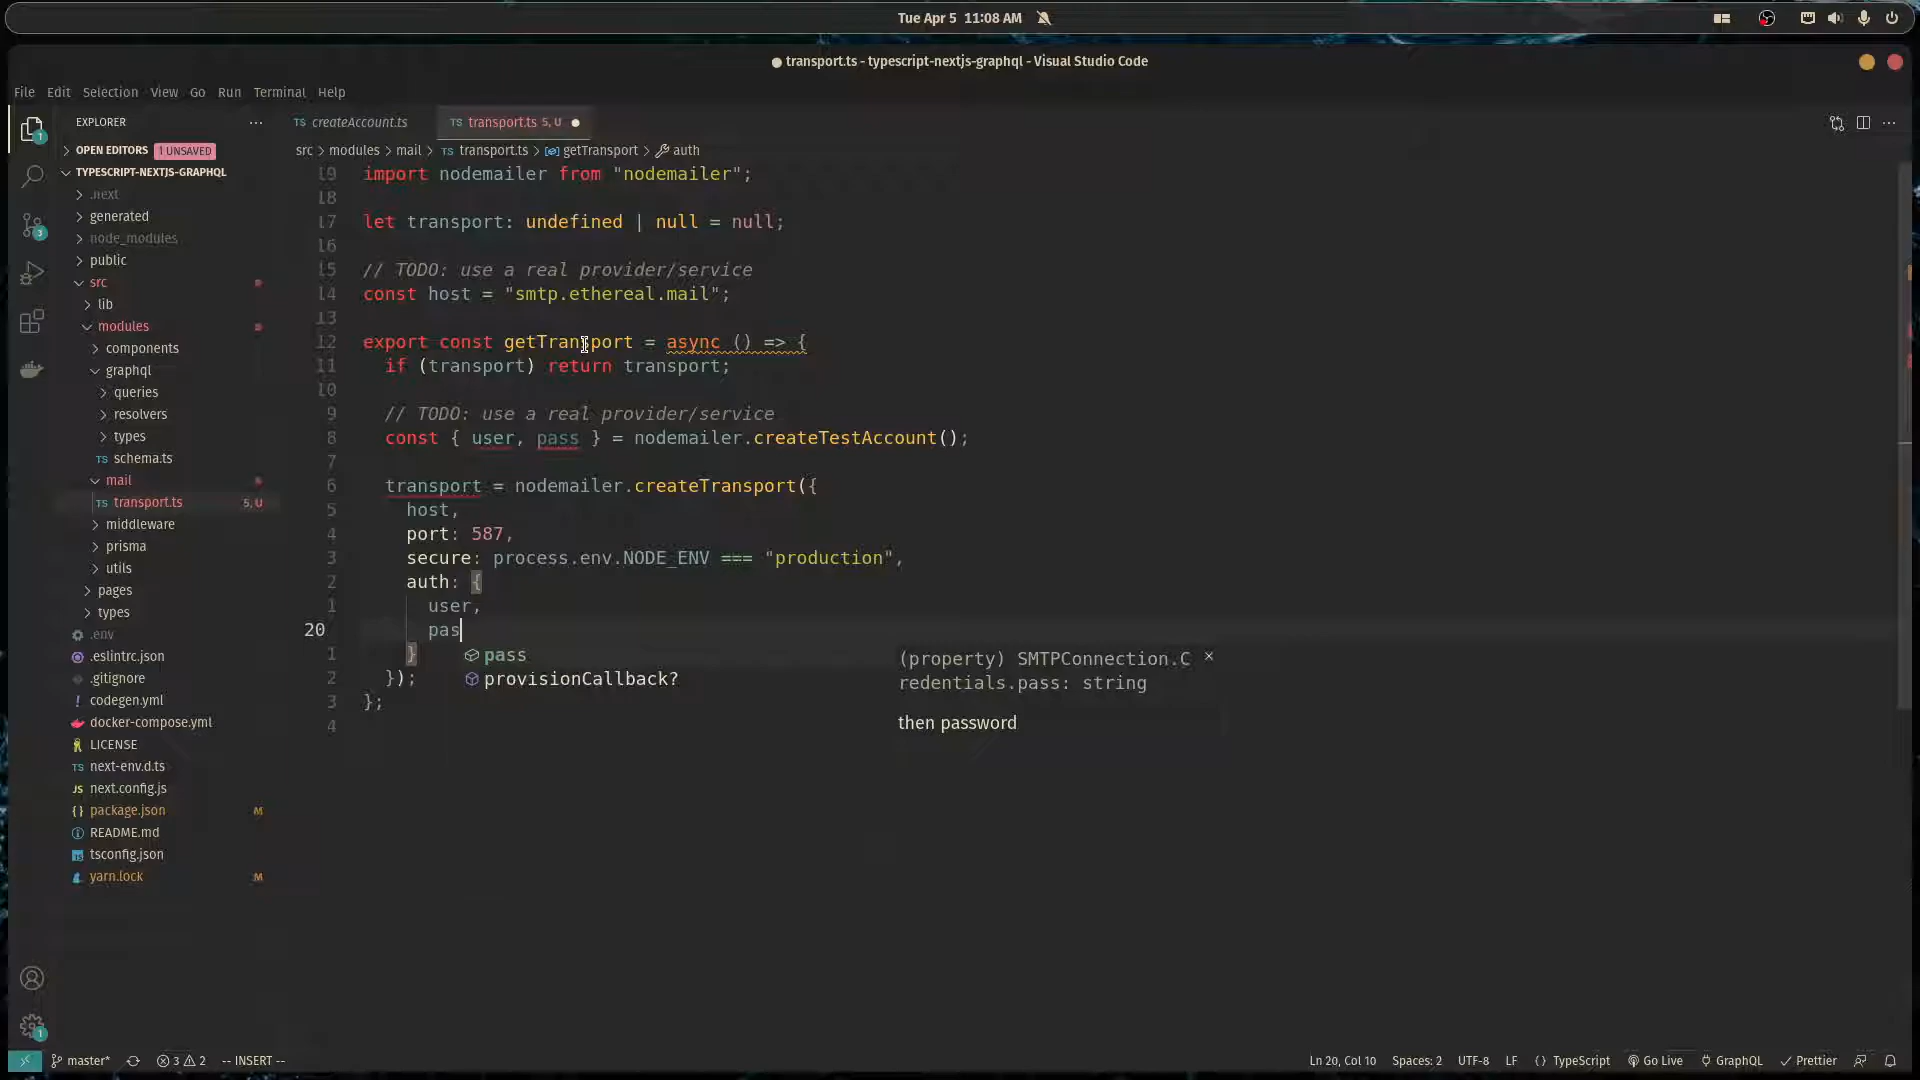 Tue Apr 5 11:08 AM
● transport.ts - typescript-nextjs-graphql - Visual Studio Code
File Edit Selection View Go Run Terminal Help
EXPLORER ···
OPEN EDITORS 1 UNSAVED
TYPESCRIPT-NEXTJS-GRAPHQL
.next
generated
node_modules
public
src
lib
modules
components
graphql
queries
resolvers
types
TS schema.ts
mail
TS transport.ts 5, U
middleware
prisma
utils
pages
types
.env
.eslintrc.json
.gitignore
! codegen.yml
docker-compose.yml
LICENSE
TS next-env.d.ts
JS next.config.js
{} package.json M
README.md
tsconfig.json
yarn.lock M
TS createAccount.ts TS transport.ts 5, U ●
src > modules > mail > TS transport.ts > getTransport > auth
19 import nodemailer from "nodemailer";
18
17 let transport: undefined | null = null;
16
15 // TODO: use a real provider/service
14 const host = "smtp.ethereal.mail";
13
12 export const getTransport = async () => {
11 if (transport) return transport;
10
9 // TODO: use a real provider/service
8 const { user, pass } = nodemailer.createTestAccount();
7
6 transport = nodemailer.createTransport({
5 host,
4 port: 587,
3 secure: process.env.NODE_ENV === "production",
2 auth: {
1 user,
20 pas
1 }
2 });
3 };
4
pass
provisionCallback?
(property) SMTPConnection.C ×
redentials.pass: string
then password
1
3
1
master* 3 2 -- INSERT -- Ln 20, Col 10 Spaces: 2 UTF-8 LF {} TypeScript Go Live GraphQL Prettier